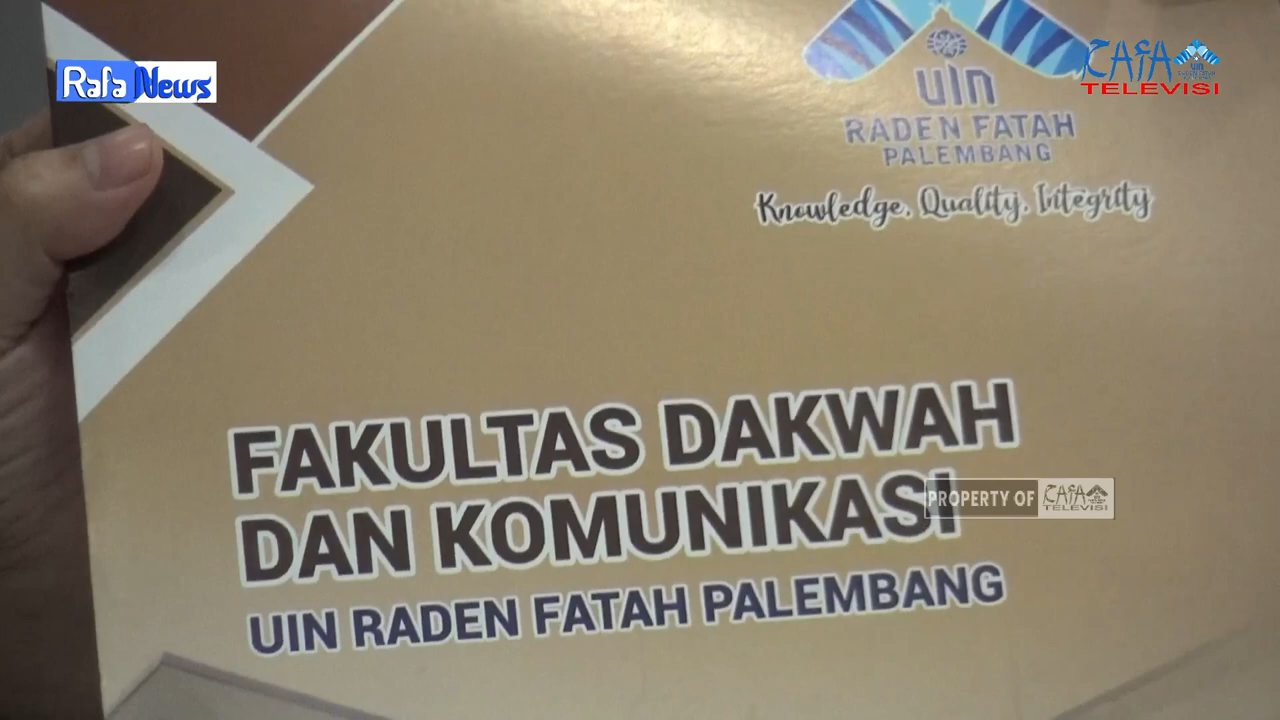 Rafa News
RAFA
TELEVISI
UIN
RADEN FATAH
PALEMBANG
Knowledge, Quality, Integrity
FAKULTAS DAKWAH
DAN KOMUNIKASI
PROPERTY OF RAFA
TELEVISI
UIN RADEN FATAH PALEMBANG